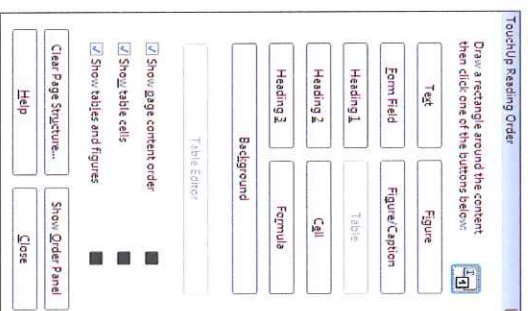 TouchUp Reading Order
Draw a rectangle around the content
then click one of the buttons below:
Text Figure
Form Field Figure/Caption
Heading 1 Table
Heading 2 Cell
Heading 3 Formula
Background
Table Editor
Show page content order
Show table cells
Show tables and figures
Clear Page Structure... Show Order Panel
Help Close